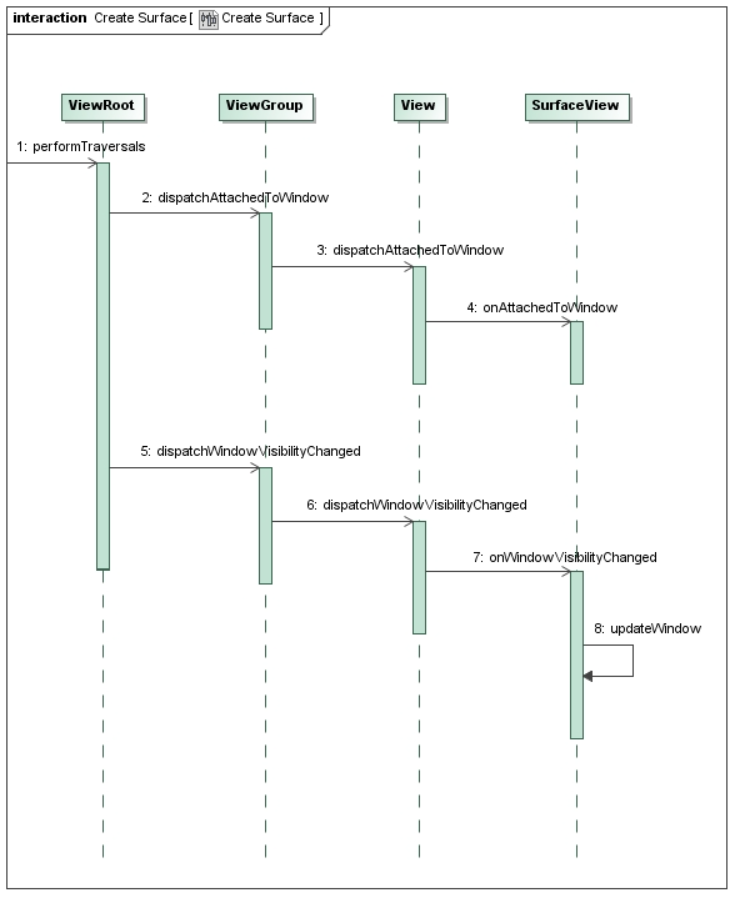 interaction Create Surface [ Create Surface ]
ViewRoot
ViewGroup
View
SurfaceView
1: performTraversals
2: dispatchAttachedToWindow
3: dispatchAttachedToWindow
4: onAttachedToWindow
5: dispatchWindowVisibilityChanged
6: dispatchWindowVisibilityChanged
7: onWindowVisibilityChanged
8: updateWindow